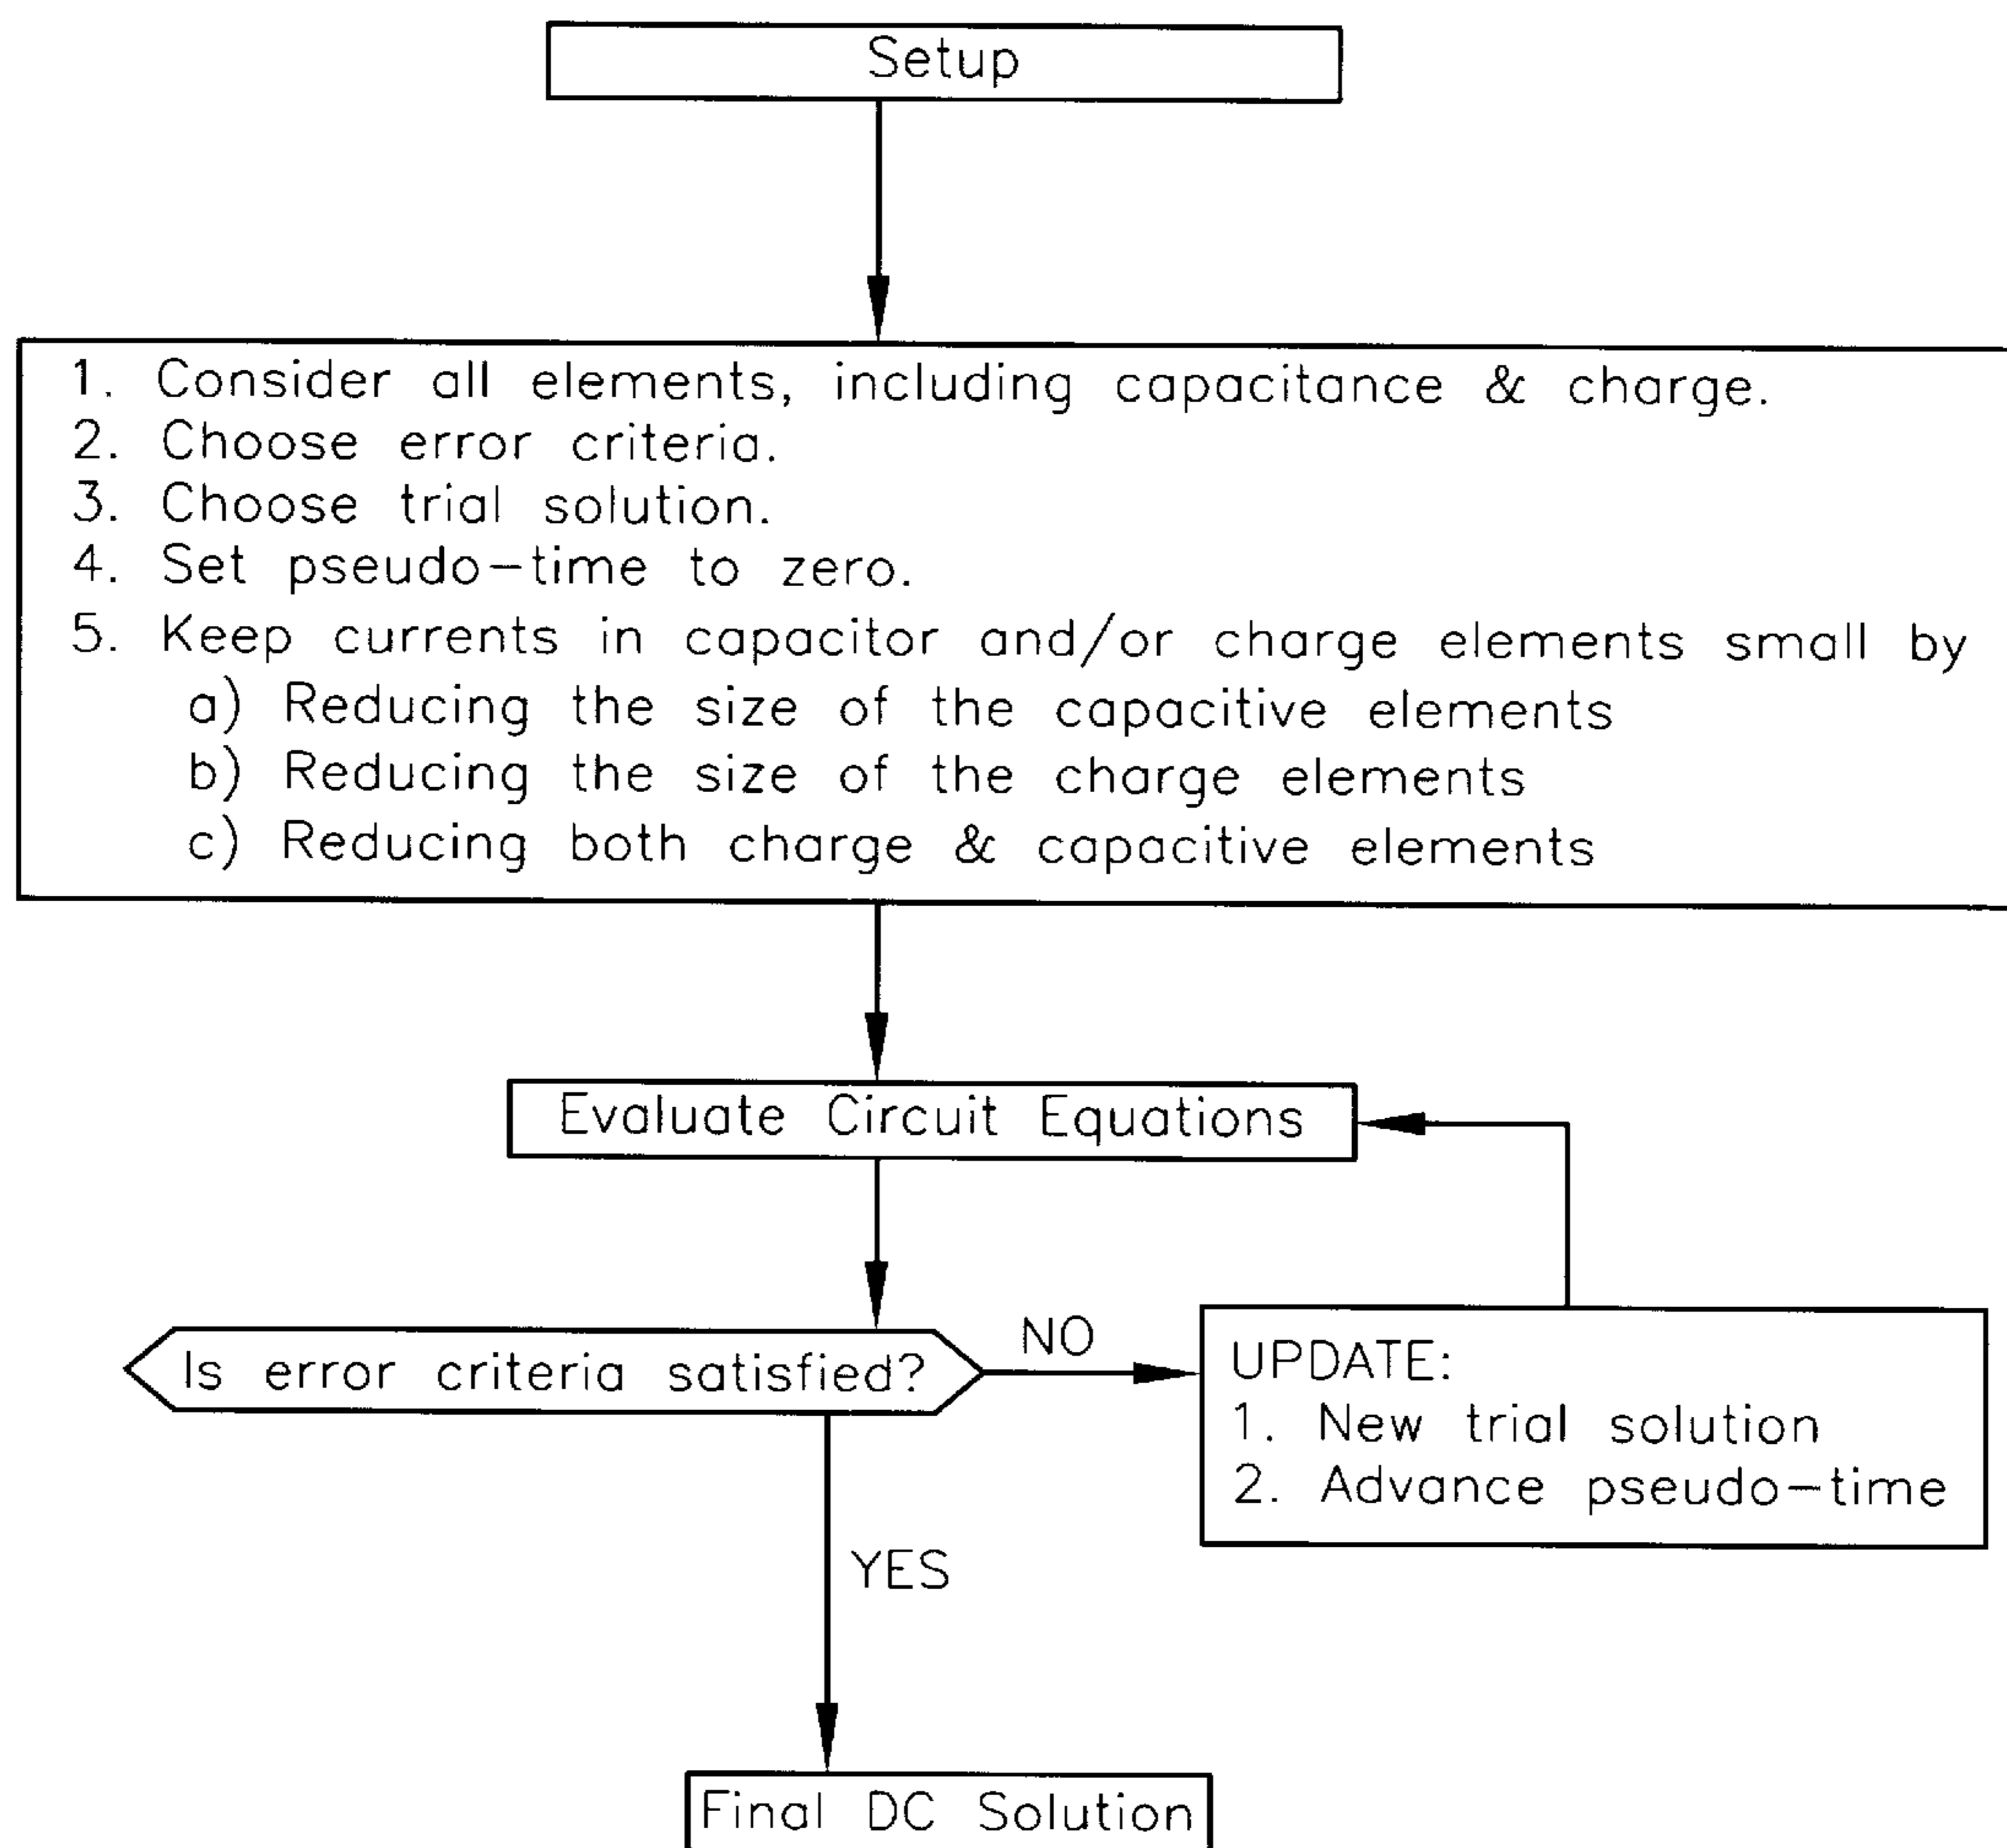 Setup
1. Consider all elements, including capacitance & charge.
2. Choose error criteria.
3. Choose trial solution.
4. Set pseudo-time to zero.
5. Keep currents in capacitor and/or charge elements small by
a) Reducing the size of the capacitive elements
b) Reducing the size of the charge elements
c) Reducing both charge & capacitive elements
Evaluate Circuit Equations
Is error criteria satisfied?
NO
UPDATE:
1. New trial solution
2. Advance pseudo-time
YES
Final DC Solution